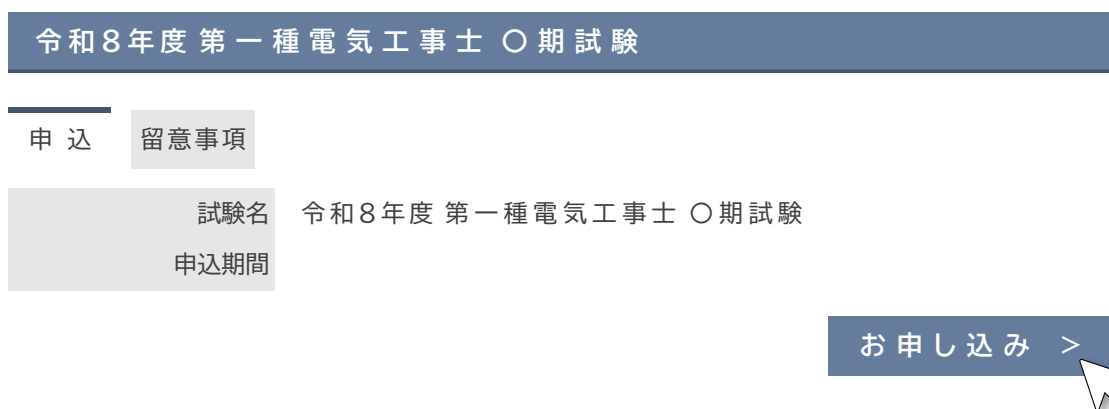 令和8年度 第一種電気工事士 〇期試験
申込
留意事項
試験名 令和8年度 第一種電気工事士 〇期試験
申込期間
お申し込み >